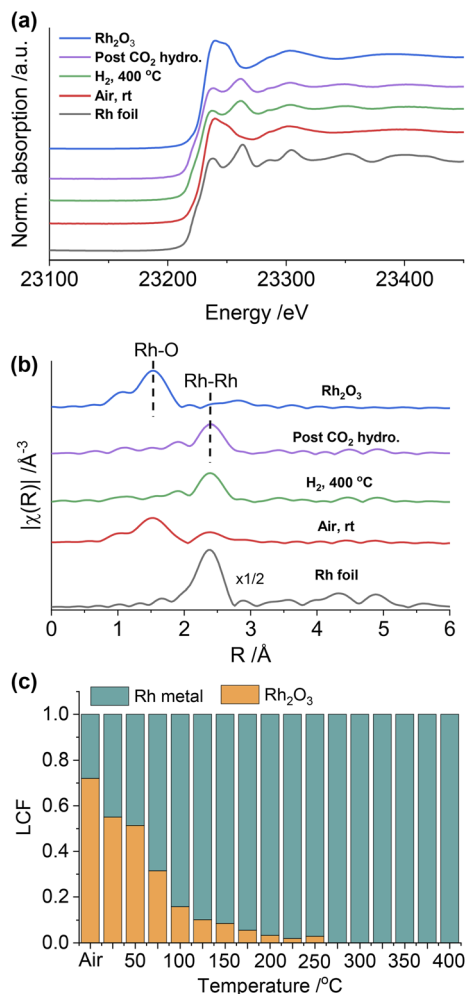 (a)
Rh₂O₃
Post CO₂ hydro.
H₂, 400 °C
Air, rt
Rh foil
Norm. absorption /a.u.
23100 23200 23300 23400
Energy /eV
(b)
Rh-O
Rh-Rh
Rh₂O₃
Post CO₂ hydro.
H₂, 400 °C
Air, rt
Rh foil
x1/2
|χ(R)| /Å⁻³
0 1 2 3 4 5 6
R /Å
(c)
Rh metal Rh₂O₃
1.0
0.8
0.6
0.4
0.2
0.0
LCF
Air 50 100 150 200 250 300 350 400
Temperature /°C